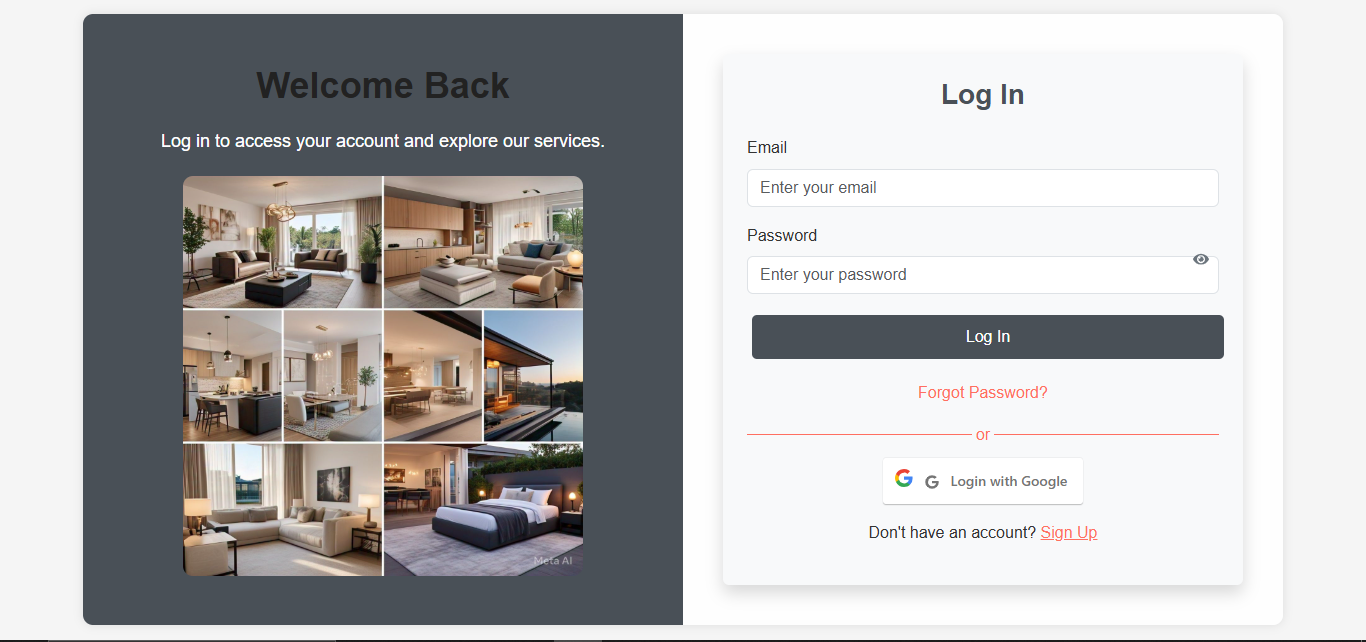 Welcome Back
Log in to access your account and explore our services.
Meta AI
Log In
Email
Enter your email
Password
Enter your password
Log In
Forgot Password?
or
Login with Google
Don't have an account? Sign Up